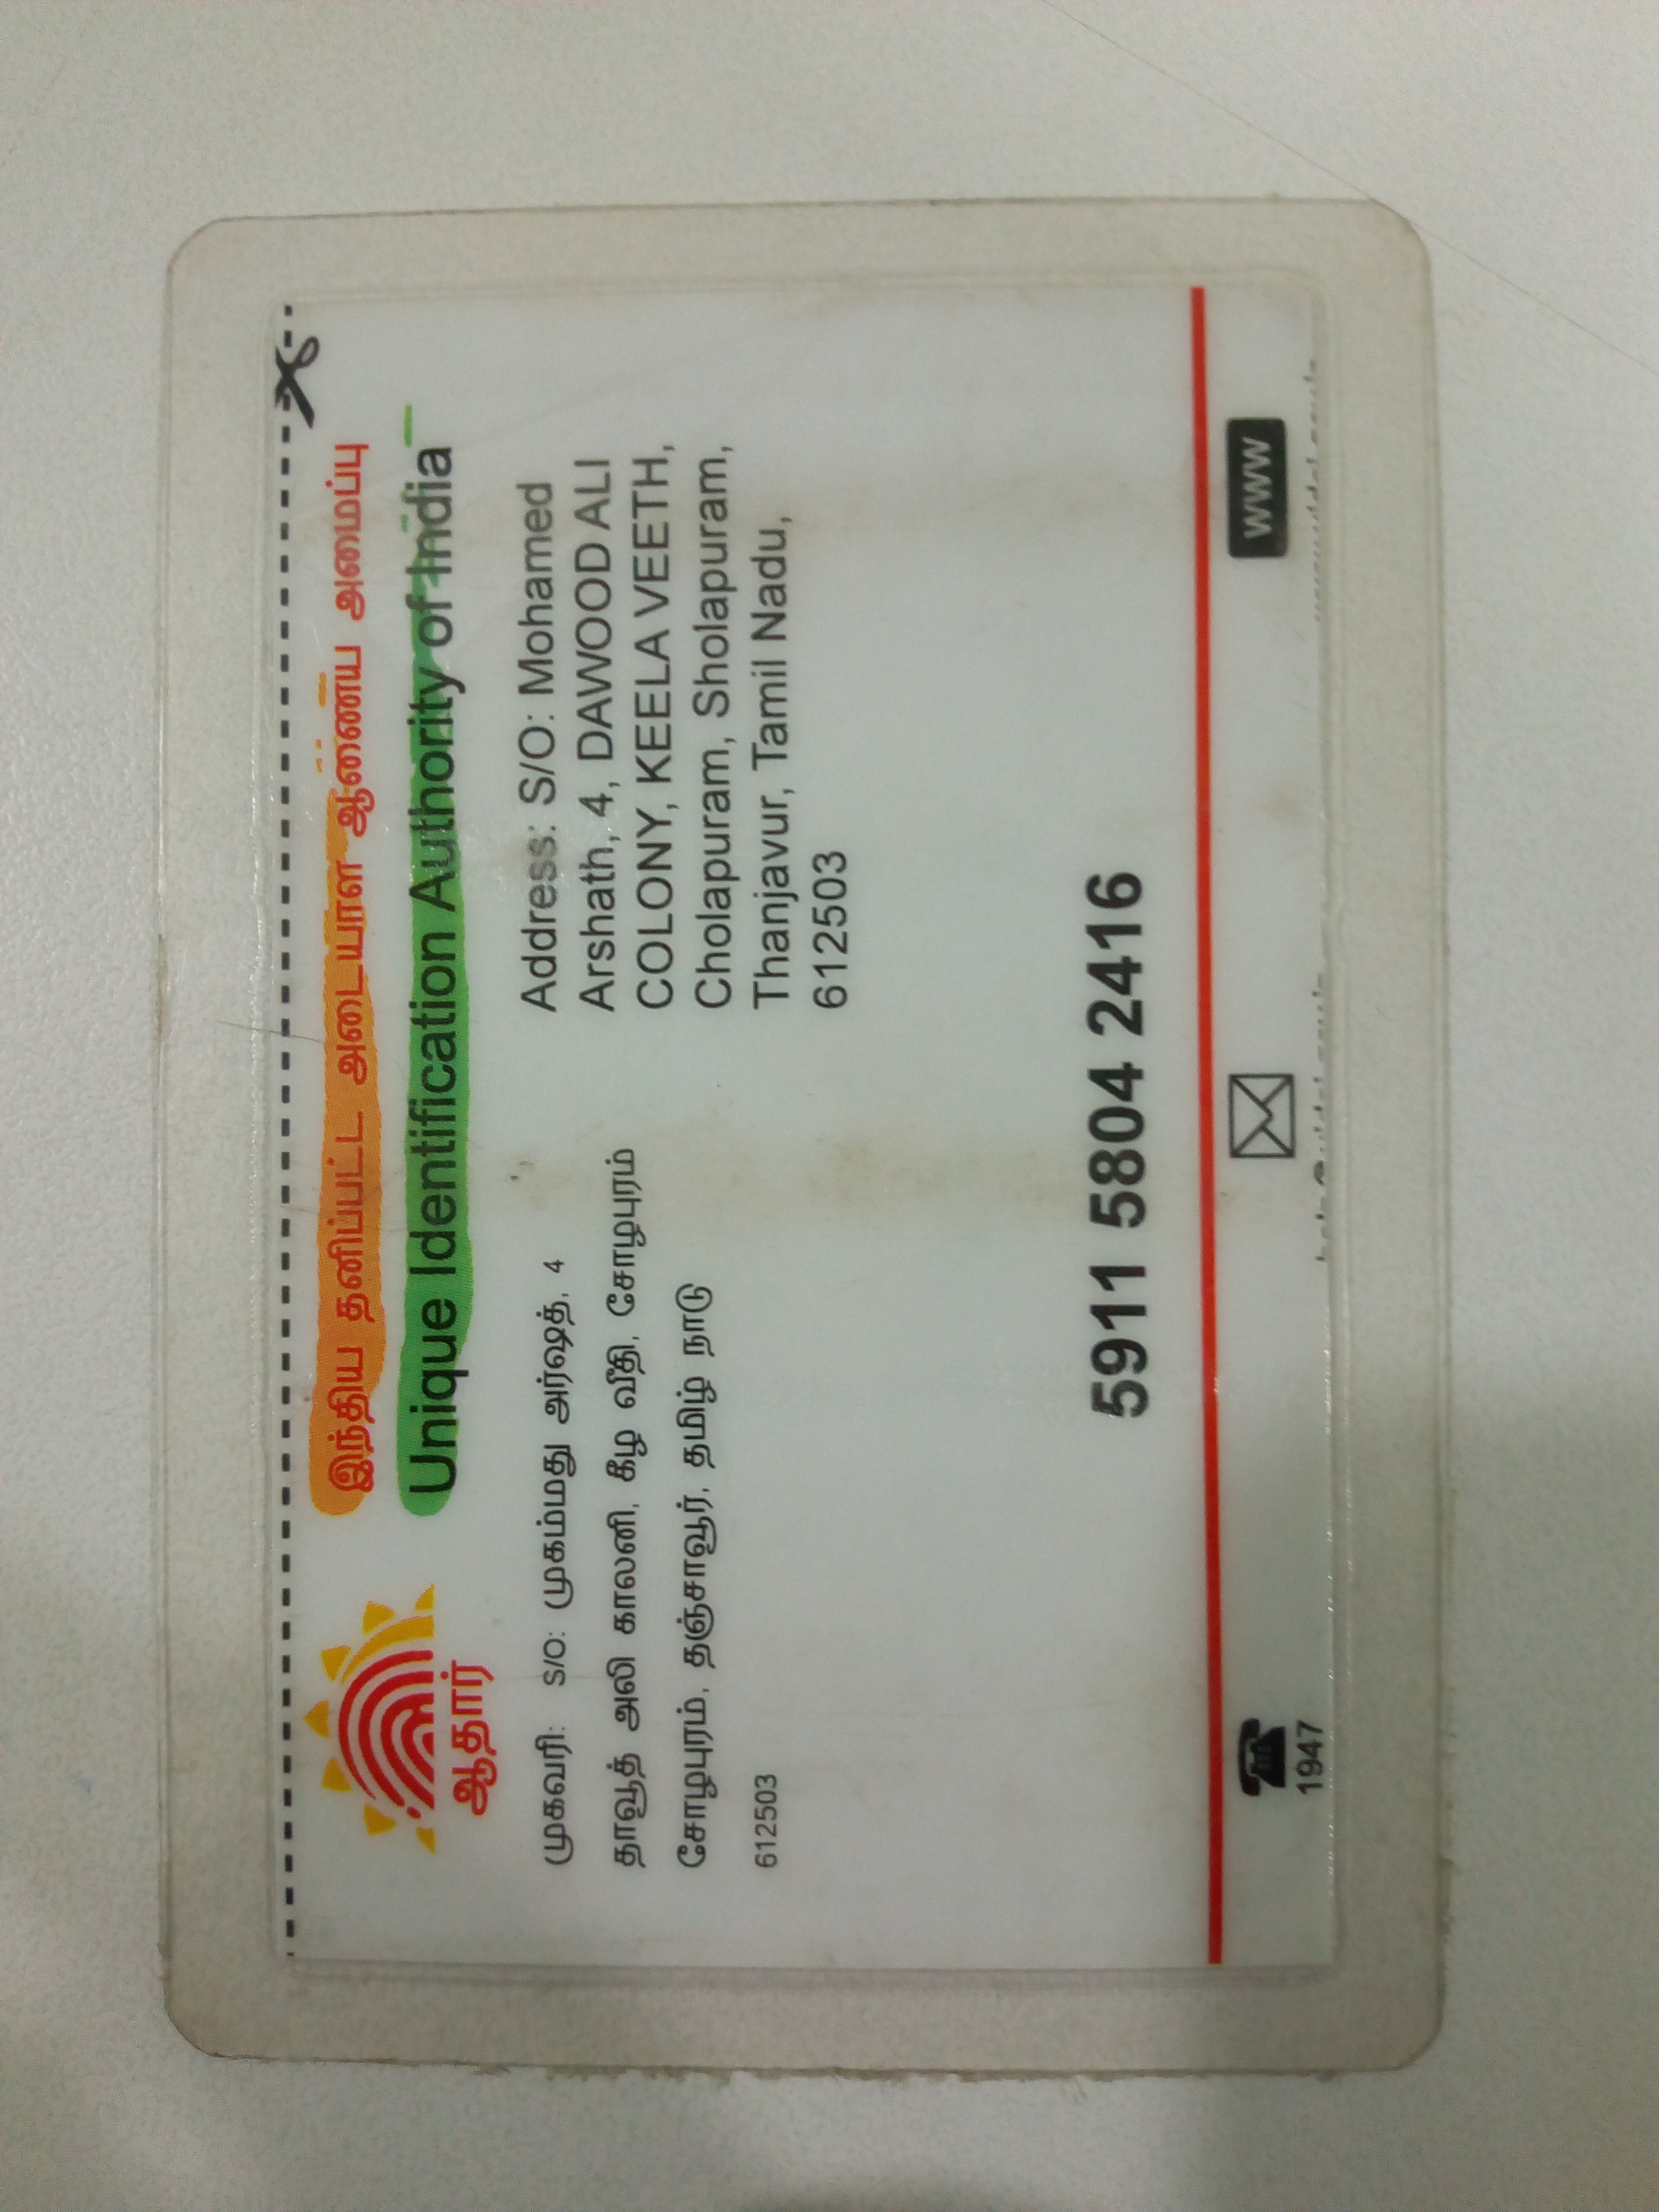 இந்திய தனிப்பட்ட அடையாள ஆணைய அமைப்பு
Unique Identification Authority of India
ஆதார்
முகவரி: S/O: முகம்மது அர்ஷத், 4
தாவூத் அலி காலனி, கீழ வீதி, சோழபுரம்
சோழபுரம், தஞ்சாவூர், தமிழ் நாடு
612503
Address: S/O: Mohamed
Arshath, 4, DAWOOD ALI
COLONY, KEELA VEETH,
Cholapuram, Sholapuram,
Thanjavur, Tamil Nadu,
612503
5911 5804 2416
1947
www